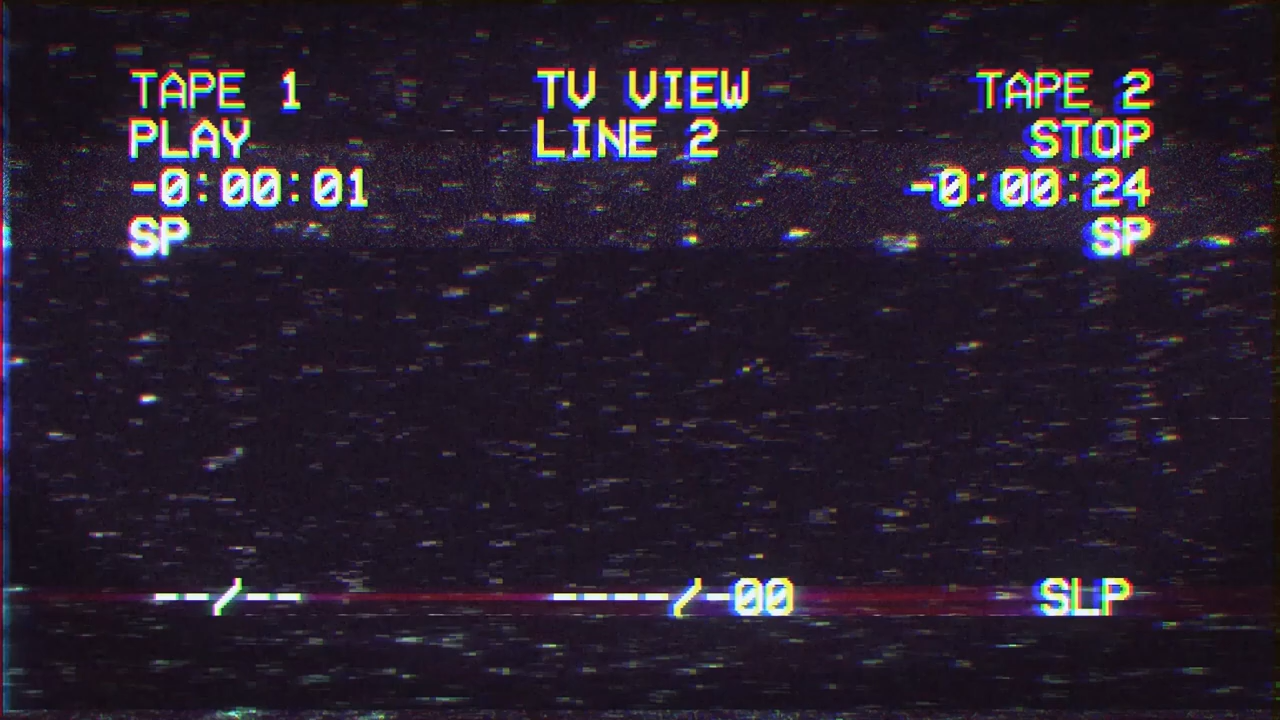 TAPE 1
PLAY
-0:00:01
SP
TV VIEW
LINE 2
TAPE 2
STOP
-0:00:24
SP
--/-- ----/-00 SLP